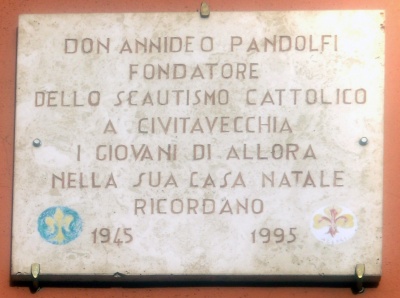 DON ANNIDEO PANDOLFI
FONDATORE
DELLO SCAUTISMO CATTOLICO
A CIVITAVECCHIA
I GIOVANI DI ALLORA
NELLA SUA CASA NATALE
RICORDANO
1945 1995